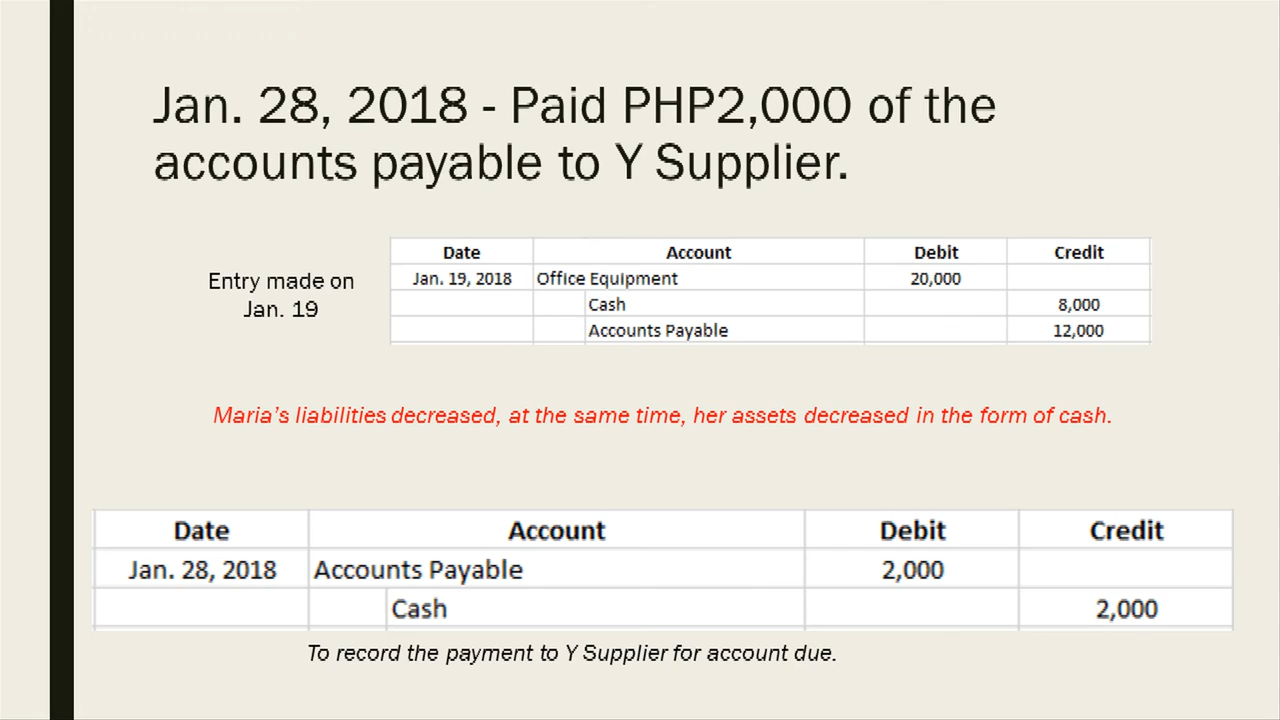 Jan. 28, 2018 - Paid PHP2,000 of the
accounts payable to Y Supplier.
Entry made on
Jan. 19
Date Account Debit Credit
Jan. 19, 2018 Office Equipment 20,000
Cash 8,000
Accounts Payable 12,000
Maria's liabilities decreased, at the same time, her assets decreased in the form of cash.
Date Account Debit Credit
Jan. 28, 2018 Accounts Payable 2,000
Cash 2,000
To record the payment to Y Supplier for account due.